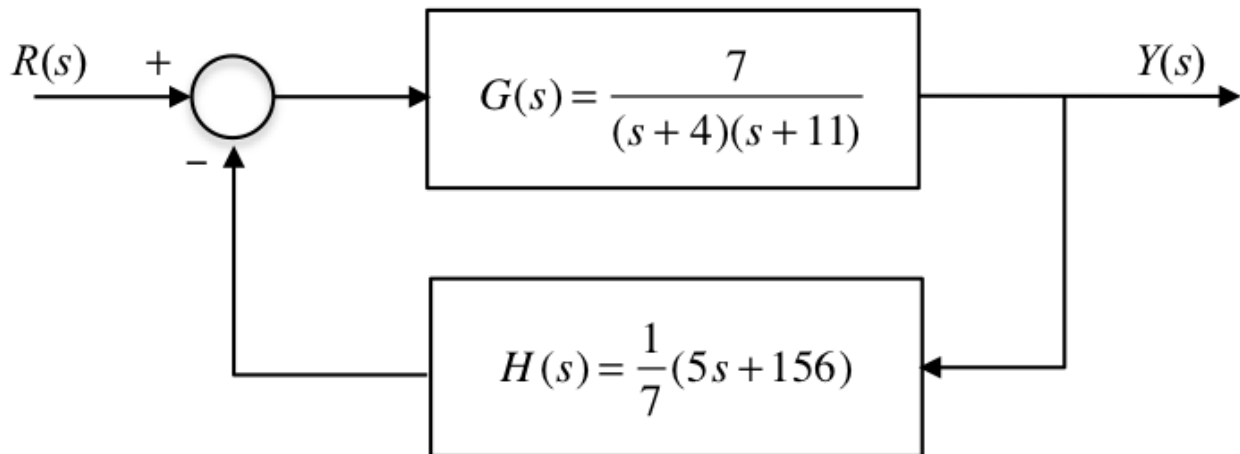 R(s) +
G(s) = 7 / (s + 4)(s + 11)
Y(s)
−
H(s) = 1/7 (5s + 156)